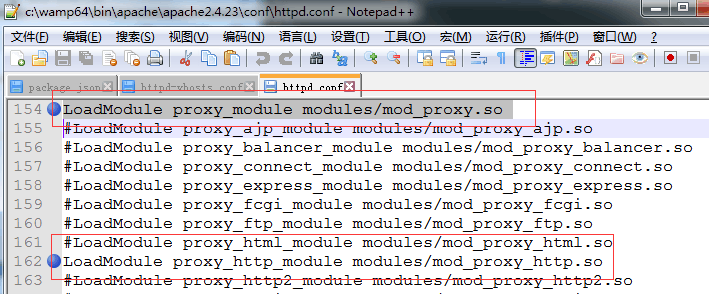 c:\wamp64\bin\apache\apache2.4.23\conf\httpd.conf - Notepad++
文件(F) 编辑(E) 搜索(S) 视图(V) 编码(N) 语言(L) 设置(T) 工具(O) 宏(M) 运行(R) 插件(P) 窗口(W) ?
package.json httpd-vhosts.conf httpd.conf
154 LoadModule proxy_module modules/mod_proxy.so
155 #LoadModule proxy_ajp_module modules/mod_proxy_ajp.so
156 #LoadModule proxy_balancer_module modules/mod_proxy_balancer.so
157 #LoadModule proxy_connect_module modules/mod_proxy_connect.so
158 #LoadModule proxy_express_module modules/mod_proxy_express.so
159 #LoadModule proxy_fcgi_module modules/mod_proxy_fcgi.so
160 #LoadModule proxy_ftp_module modules/mod_proxy_ftp.so
161 #LoadModule proxy_html_module modules/mod_proxy_html.so
162 LoadModule proxy_http_module modules/mod_proxy_http.so
163 #LoadModule proxy_http2_module modules/mod_proxy_http2.so